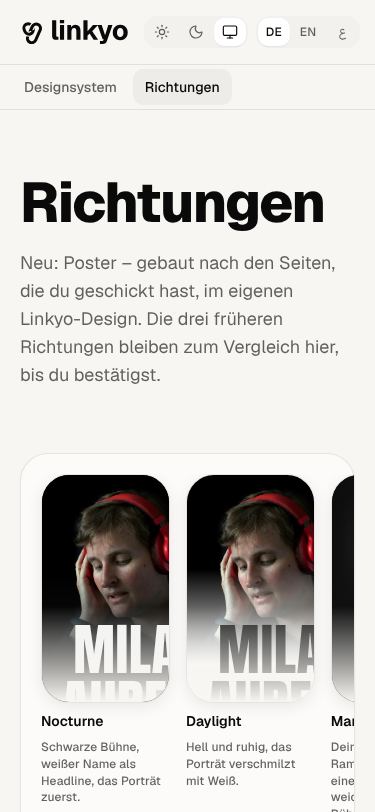 linkyo
DE EN ع
Designsystem Richtungen
Richtungen
Neu: Poster – gebaut nach den Seiten,
die du geschickt hast, im eigenen
Linkyo-Design. Die drei früheren
Richtungen bleiben zum Vergleich hier,
bis du bestätigst.
MILA
MILA
Nocturne
Schwarze Bühne,
weißer Name als
Headline, das Porträt
zuerst.
Daylight
Hell und ruhig, das
Porträt verschmilzt
mit Weiß.